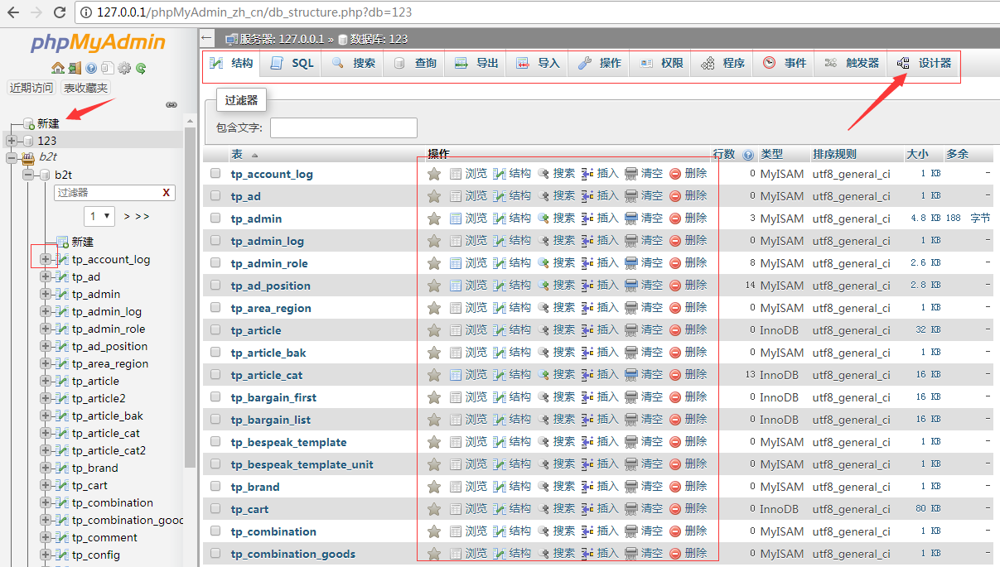 127.0.0.1/phpMyAdmin_zh_cn/db_structure.php?db=123
phpMyAdmin
近期访问 表收藏夹
新建
123
b2t
b2t
过滤器 X
1 ▼ > >>
新建
tp_account_log
tp_ad
tp_admin
tp_admin_log
tp_admin_role
tp_ad_position
tp_area_region
tp_article
tp_article2
tp_article_bak
tp_article_cat
tp_article_cat2
tp_brand
tp_cart
tp_combination
tp_combination_good
tp_comment
tp_config
服务器: 127.0.0.1 » 数据库: 123
结构 SQL 搜索 查询 导出 导入 操作 权限 程序 事件 触发器 设计器
过滤器
包含文字:
表 操作 行数 类型 排序规则 大小 多余
tp_account_log 浏览 结构 搜索 插入 清空 删除 0 MyISAM utf8_general_ci 1 KB -
tp_ad 浏览 结构 搜索 插入 清空 删除 0 MyISAM utf8_general_ci 1 KB -
tp_admin 浏览 结构 搜索 插入 清空 删除 3 MyISAM utf8_general_ci 4.8 KB 188 字节
tp_admin_log 浏览 结构 搜索 插入 清空 删除 0 MyISAM utf8_general_ci 1 KB -
tp_admin_role 浏览 结构 搜索 插入 清空 删除 8 MyISAM utf8_general_ci 2.6 KB -
tp_ad_position 浏览 结构 搜索 插入 清空 删除 14 MyISAM utf8_general_ci 2.8 KB -
tp_area_region 浏览 结构 搜索 插入 清空 删除 0 MyISAM utf8_general_ci 1 KB -
tp_article 浏览 结构 搜索 插入 清空 删除 0 InnoDB utf8_general_ci 32 KB -
tp_article_bak 浏览 结构 搜索 插入 清空 删除 0 MyISAM utf8_general_ci 1 KB -
tp_article_cat 浏览 结构 搜索 插入 清空 删除 13 InnoDB utf8_general_ci 16 KB -
tp_bargain_first 浏览 结构 搜索 插入 清空 删除 0 InnoDB utf8_general_ci 16 KB -
tp_bargain_list 浏览 结构 搜索 插入 清空 删除 0 InnoDB utf8_general_ci 16 KB -
tp_bespeak_template 浏览 结构 搜索 插入 清空 删除 0 MyISAM utf8_general_ci 1 KB -
tp_bespeak_template_unit 浏览 结构 搜索 插入 清空 删除 0 MyISAM utf8_general_ci 1 KB -
tp_brand 浏览 结构 搜索 插入 清空 删除 0 MyISAM utf8_general_ci 1 KB -
tp_cart 浏览 结构 搜索 插入 清空 删除 0 InnoDB utf8_general_ci 80 KB -
tp_combination 浏览 结构 搜索 插入 清空 删除 0 MyISAM utf8_general_ci 1 KB -
tp_combination_goods 浏览 结构 搜索 插入 清空 删除 0 MyISAM utf8_general_ci 1 KB -